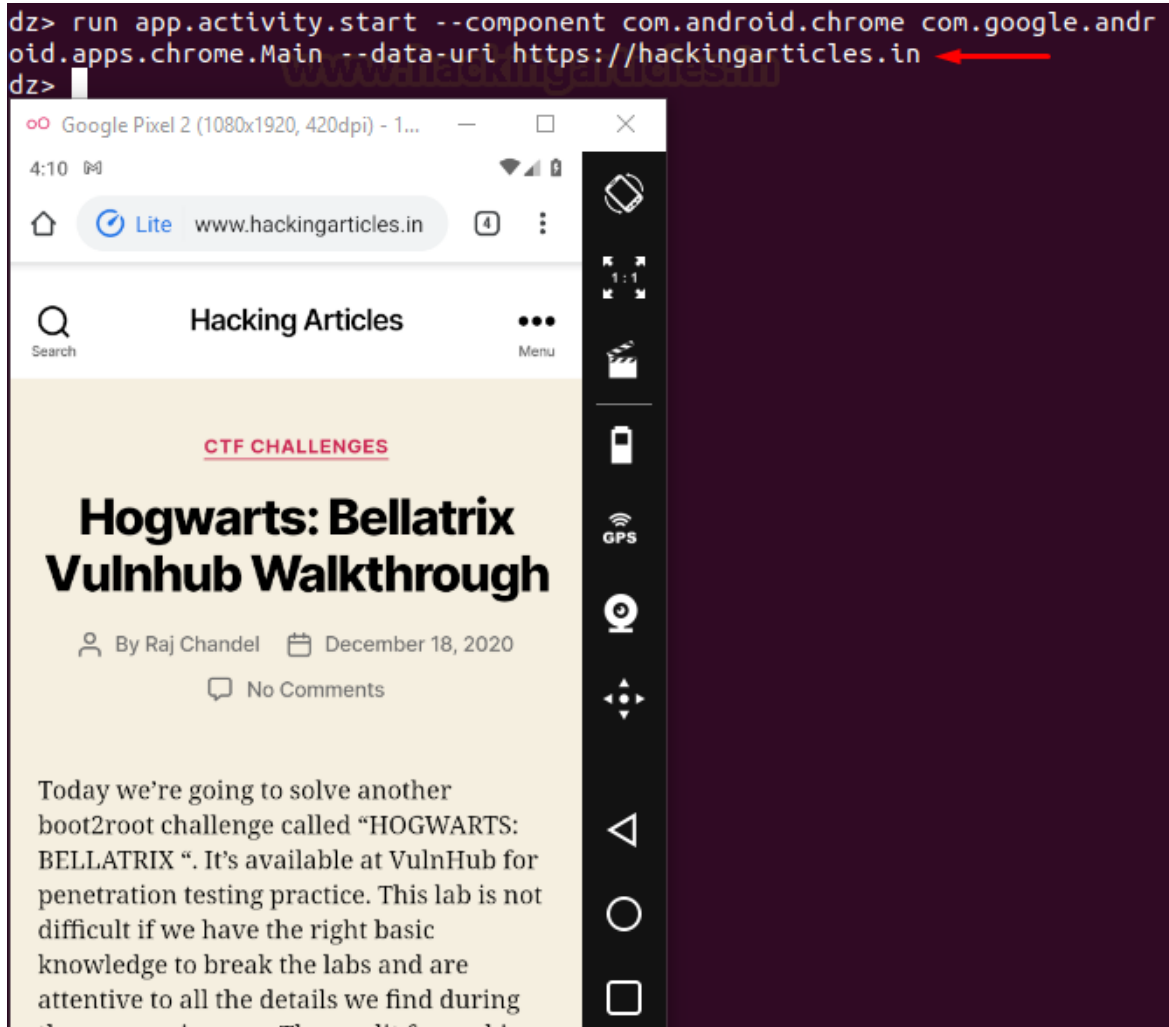 dz> run app.activity.start --component com.android.chrome com.google.andr
oid.apps.chrome.Main --data-uri https://hackingarticles.in
www.hackingarticles.in
dz>
Google Pixel 2 (1080x1920, 420dpi) - 1...
4:10
Lite www.hackingarticles.in 4
Hacking Articles
Search
Menu
1:1
CTF CHALLENGES
Hogwarts: Bellatrix
Vulnhub Walkthrough
GPS
By Raj Chandel December 18, 2020
No Comments
Today we’re going to solve another
boot2root challenge called “HOGWARTS:
BELLATRIX “. It’s available at VulnHub for
penetration testing practice. This lab is not
difficult if we have the right basic
knowledge to break the labs and are
attentive to all the details we find during